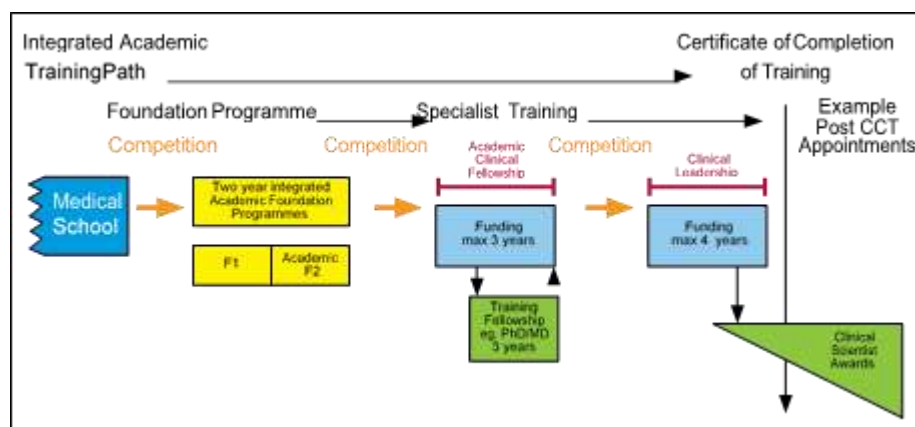 Integrated Academic
TrainingPath
Certificate of Completion
of Training
Foundation Programme
Specialist Training
Example
Post CCT
Appointments
Competition
Competition
Competition
Academic
Clinical
Fellowship
Clinical
Leadership
Medical
School
Two year integrated
Academic Foundation
Programmes
F1
Academic
F2
Funding
max 3 years
Funding
max 4 years
Training
Fellowship
eg. PhD/MD
3 years
Clinical
Scientist
Awards